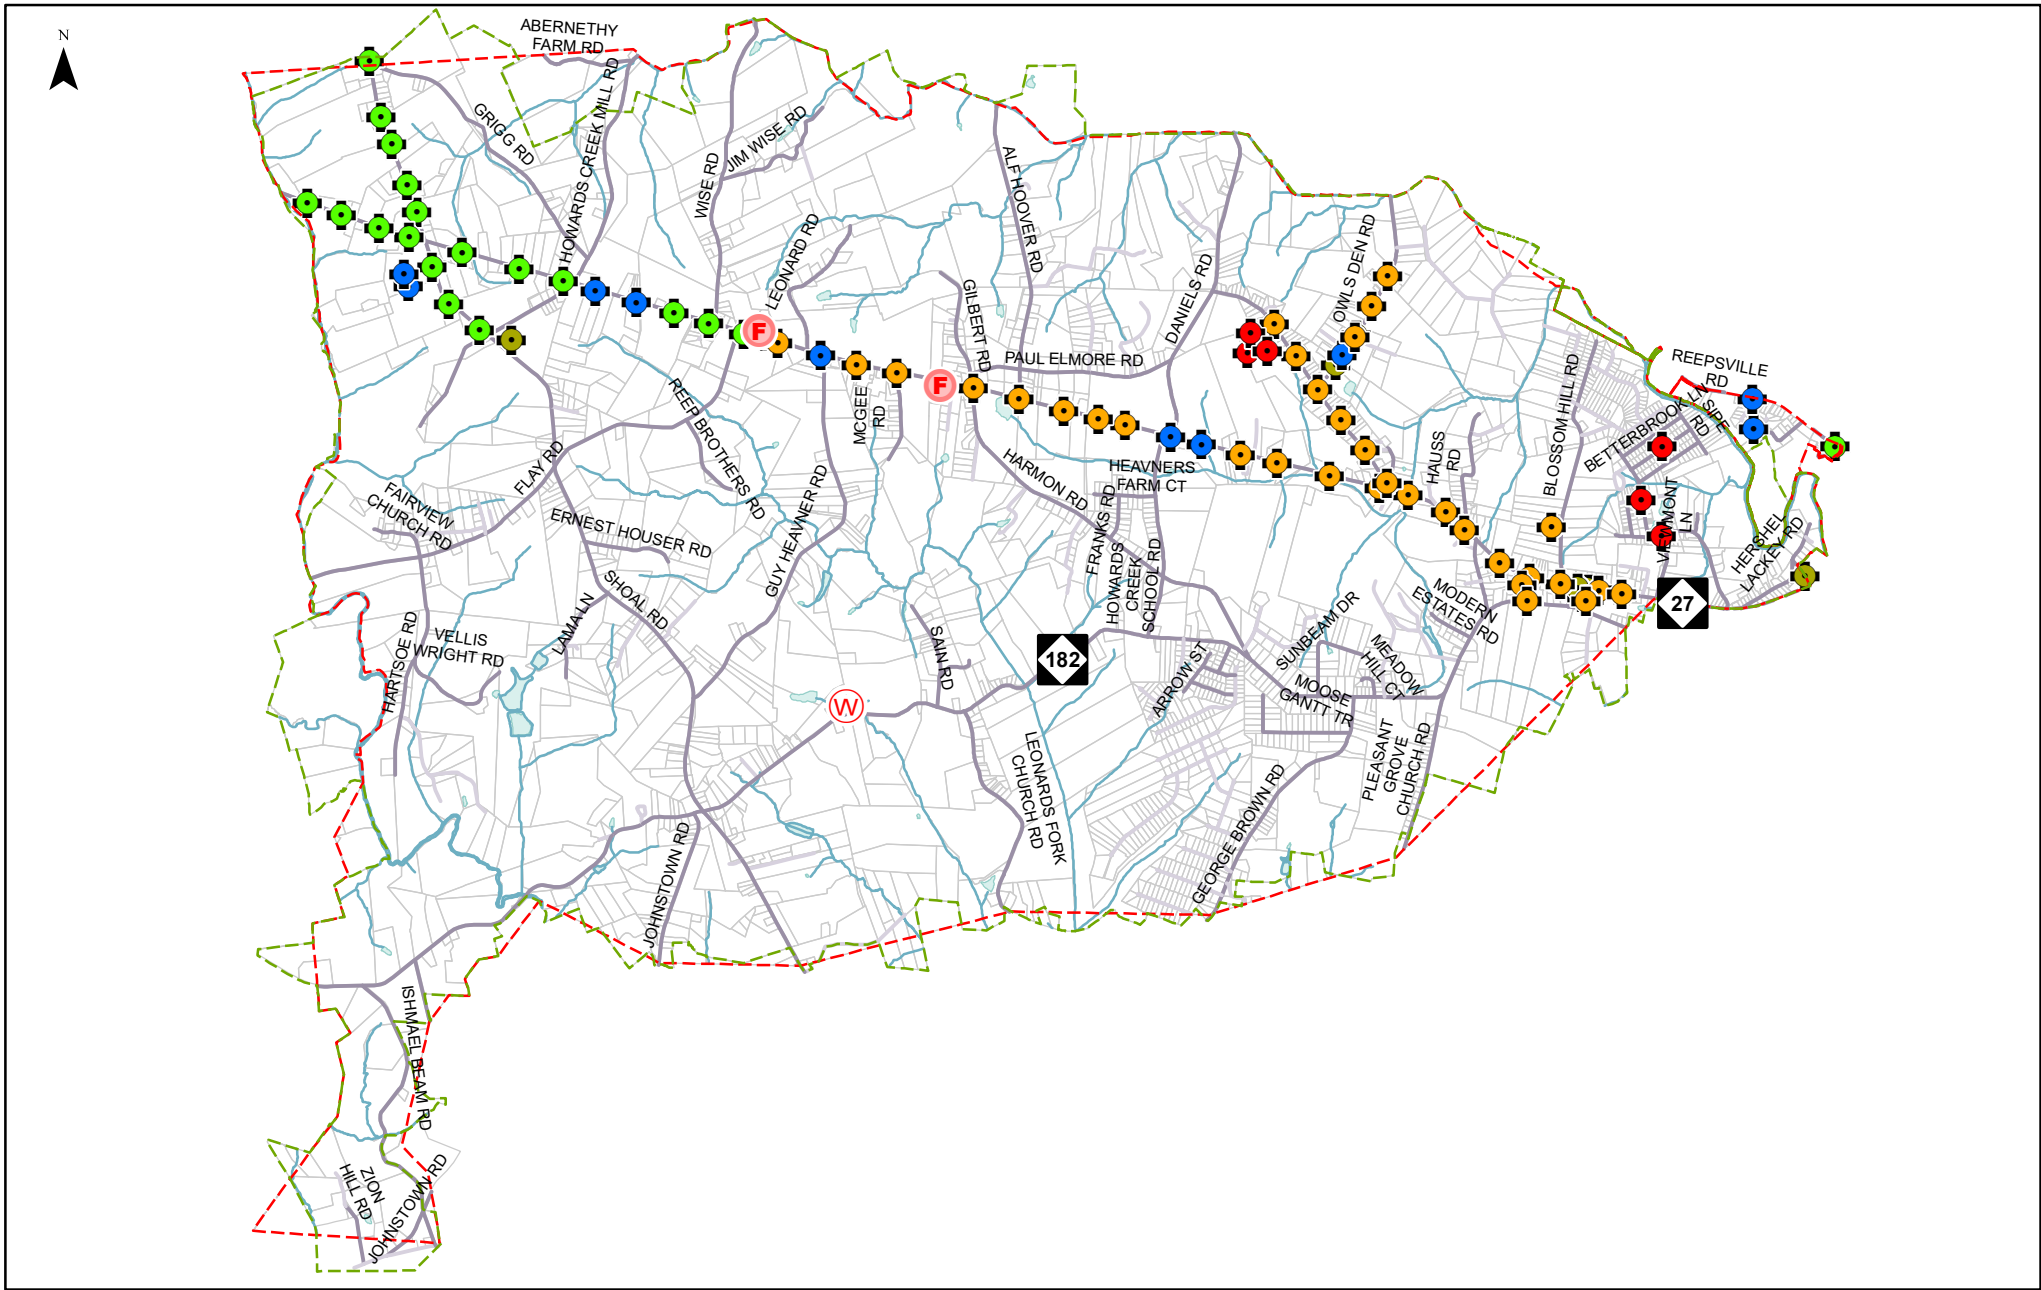 N
ABERNETHY
FARM RD
GRIGG RD
HOWARDS CREEK MILL RD
WISE RD
JIM WISE RD
ALF HOOVER RD
LEONARD RD
DANIELS RD
OWLS DEN RD
GILBERT RD
PAUL ELMORE RD
F
F
REEPSVILLE
RD
BETTERBROOK LN
SIPE
RD
BLOSSOM HILL RD
HAUSS
RD
MCGEE
RD
REEP BROTHERS RD
HEAVNERS
FARM CT
HARMON RD
FLAY RD
FAIRVIEW
CHURCH RD
ERNEST HOUSER RD
GUY HEAVNER RD
FRANKS RD
HOWARDS
CREEK
SCHOOL RD
VIEWMONT
LN
HERSHEL
LACKEY RD
27
MODERN
ESTATES RD
SHOAL RD
LAMA LN
HARTSOE RD
VELLIS
WRIGHT RD
SAIN RD
182
ARROW ST
SUNBEAM DR
MEADOW
HILL CT
MOOSE
GANTT TR
W
PLEASANT
GROVE
CHURCH RD
LEONARDS FORK
CHURCH RD
GEORGE BROWN RD
JOHNSTOWN RD
ISHMAEL BEAM RD
ZION
HILL RD
JOHNSTOWN RD